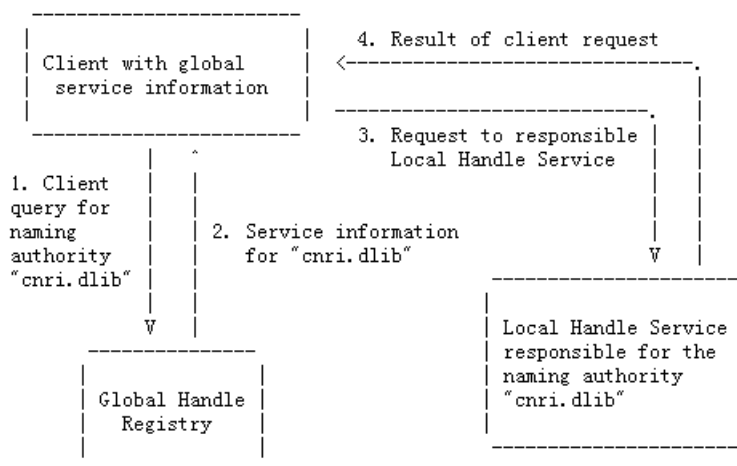 4. Result of client request
Client with global
service information
3. Request to responsible
Local Handle Service
1. Client
query for
naming
authority
"cnri.dlib"
2. Service information
for "cnri.dlib"
Local Handle Service
responsible for the
naming authority
"cnri.dlib"
Global Handle
Registry